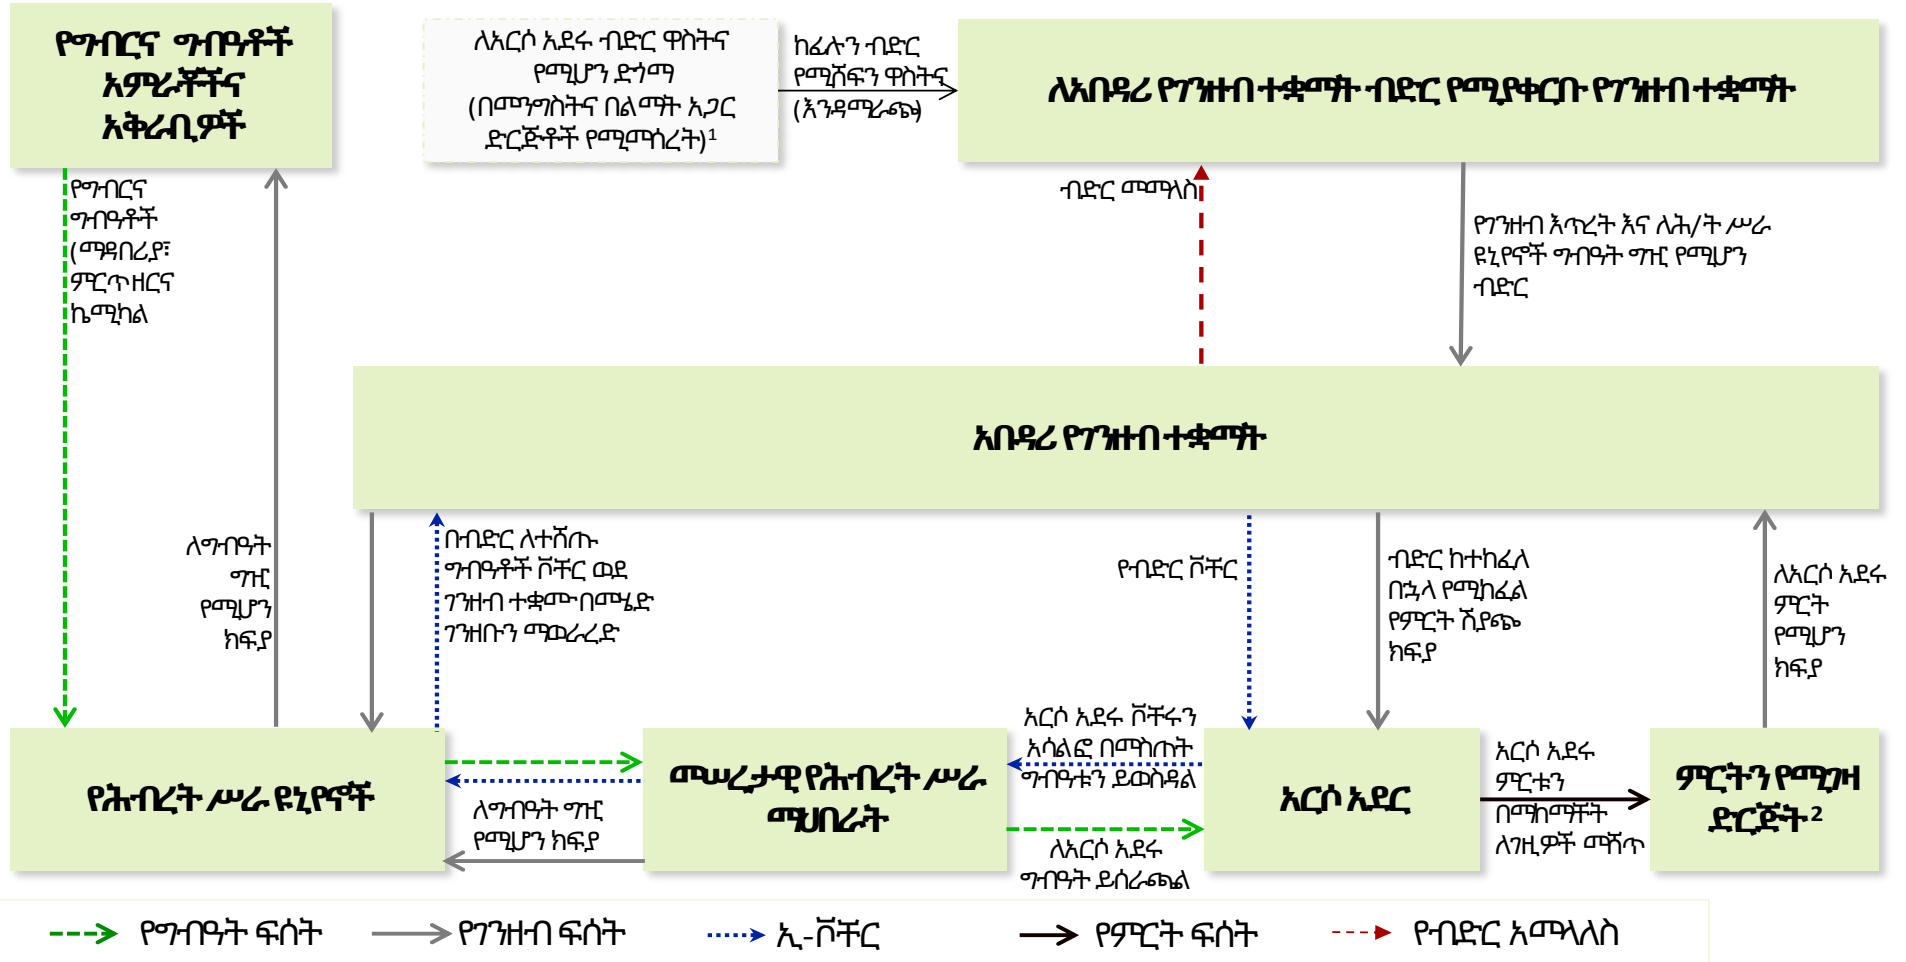 የግብርና ግብዓቶች
አምራቾችና
አቅራቢዎች
ለአርሶ አደሩ ብድር ዋስትና
የሚሆን ድጎማ
(በመንግስትና በልማት አጋር
ድርጅቶች የሚመሰረት)¹
ከፊሉን ብድር
የሚሸፍን ዋስትና
(እንዳማራጭ)
ለአበዳሪ የገንዘብ ተቋማት ብድር የሚያቀርቡ የገንዘብ ተቋማት
የግብርና
ግብዓቶች
(ማዳበሪያ፣
ምርጥ ዘርና
ኬሚካል
ብድር መመለስ
የገንዘብ እጥረት እና ለሕ/ት ሥራ
ዩኒየኖች ግብዓት ግዢ የሚሆን
ብድር
አበዳሪ የገንዘብ ተቋማት
ለግብዓት
ግዢ
የሚሆን
ክፍያ
በብድር ለተሸጡ
ግብዓቶች ቮቸር ወደ
ገንዘብ ተቋሙ በመሄድ
ገንዘቡን ማወራረድ
የብድር ቮቸር
ብድር ከተከፈለ
በኋላ የሚከፈል
የምርት ሽያጭ
ክፍያ
ለአርሶ አደሩ
ምርት
የሚሆን
ክፍያ
የሕብረት ሥራ ዩኒየኖች
ለግብዓት ግዢ
የሚሆን ክፍያ
መሠረታዊ የሕብረት ሥራ
ማህበራት
አርሶ አደሩ ቮቸሩን
አሳልፎ በመስጠት
ግብዓቱን ይወስዳል
ለአርሶ አደሩ
ግብዓት ይሰራጫል
አርሶ አደር
አርሶ አደሩ
ምርቱን
በማከማቸት
ለገዚዎች መሸጥ
ምርትን የሚገዛ
ድርጅት ²
የግብዓት ፍሰት
የገንዘብ ፍሰት
ኢ-ቮቸር
የምርት ፍሰት
የብድር አመላለስ